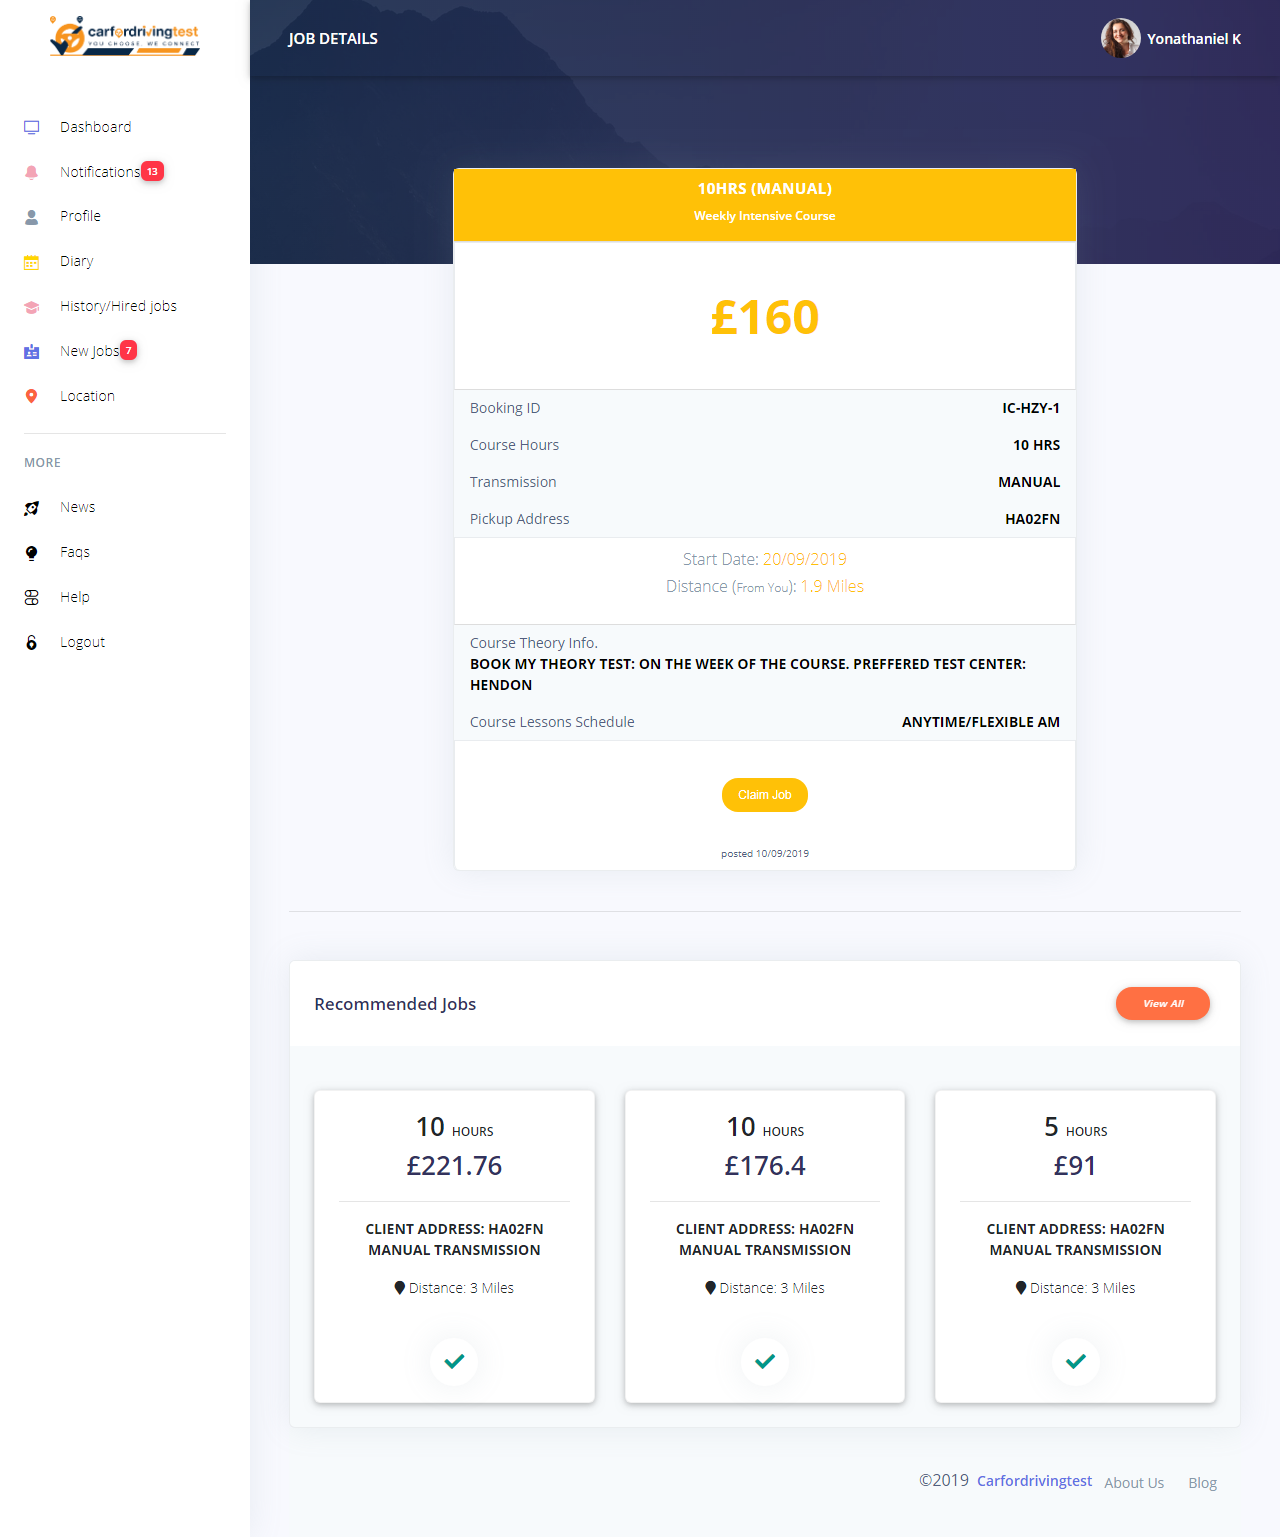 carfordrivingtest
YOU CHOOSE, WE CONNECT
JOB DETAILS
Yonathaniel K
Dashboard
Notifications 13
Profile
Diary
History/Hired jobs
New Jobs 7
Location
MORE
News
Faqs
Help
Logout
10HRS (MANUAL)
Weekly Intensive Course
£160
Booking ID IC-HZY-1
Course Hours 10 HRS
Transmission MANUAL
Pickup Address HA02FN
Start Date: 20/09/2019
Distance (From You): 1.9 Miles
Course Theory Info.
BOOK MY THEORY TEST: ON THE WEEK OF THE COURSE. PREFFERED TEST CENTER:
HENDON
Course Lessons Schedule ANYTIME/FLEXIBLE AM
Claim Job
posted 10/09/2019
Recommended Jobs
View All
10 HOURS
£221.76
CLIENT ADDRESS: HA02FN
MANUAL TRANSMISSION
Distance: 3 Miles
10 HOURS
£176.4
CLIENT ADDRESS: HA02FN
MANUAL TRANSMISSION
Distance: 3 Miles
5 HOURS
£91
CLIENT ADDRESS: HA02FN
MANUAL TRANSMISSION
Distance: 3 Miles
©2019 Carfordrivingtest About Us Blog